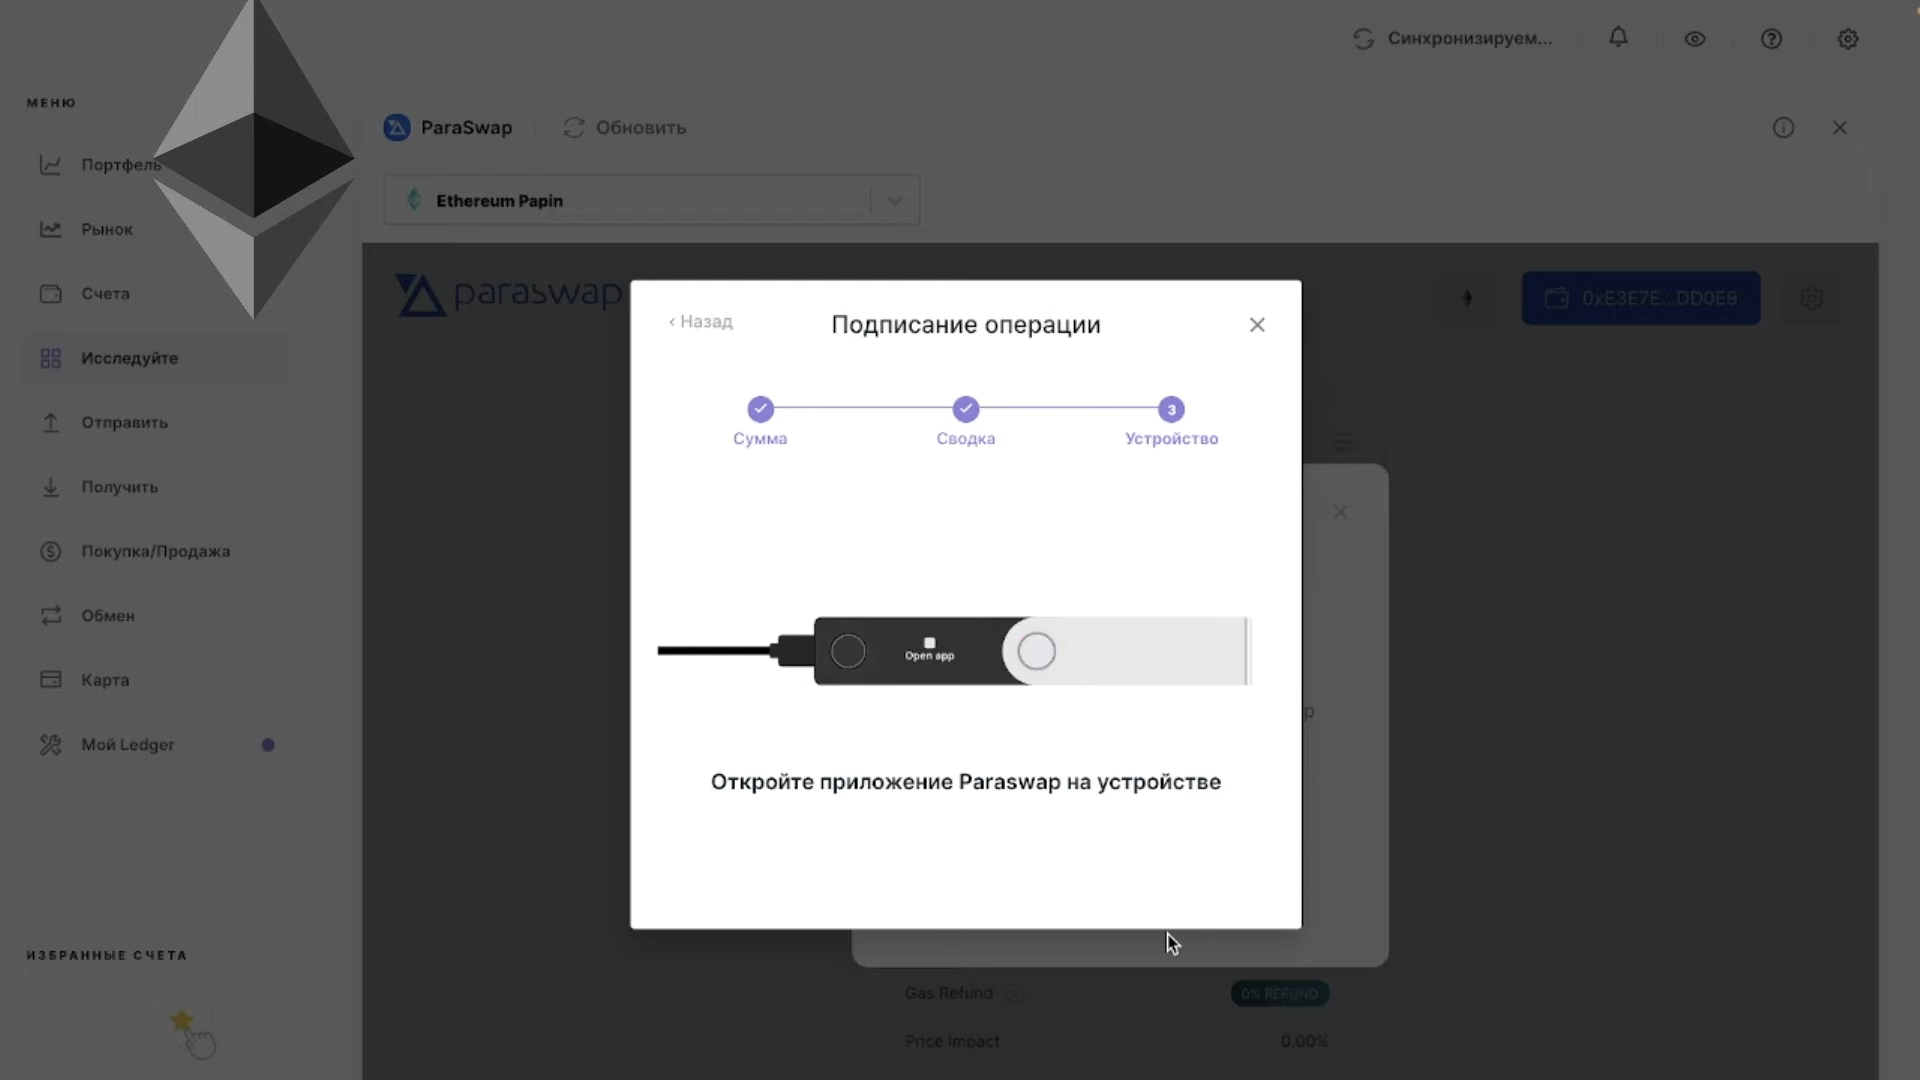 Синхронизируем...
МЕНЮ
ParaSwap
Обновить
Портфель
Ethereum Papin
Рынок
Счета
paraswap
0xE3E7E...DD0E9
‹ Назад
Подписание операции
Исследуйте
3
Сумма
Сводка
Устройство
Отправить
Получить
Покупка/Продажа
Обмен
Open app
Карта
р
Мой Ledger
Откройте приложение Paraswap на устройстве
ИЗБРАННЫЕ СЧЕТА
Gas Refund
0% REFUND
Price Impact
0.00%